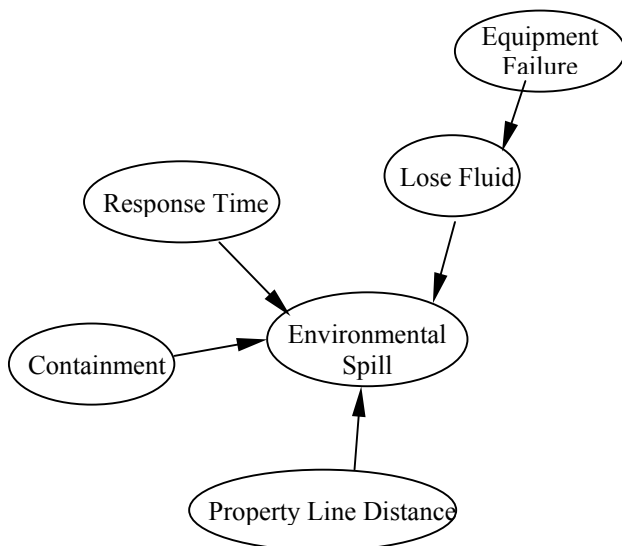 Equipment
Failure
Lose Fluid
Response Time
Environmental
Spill
Containment
Property Line Distance